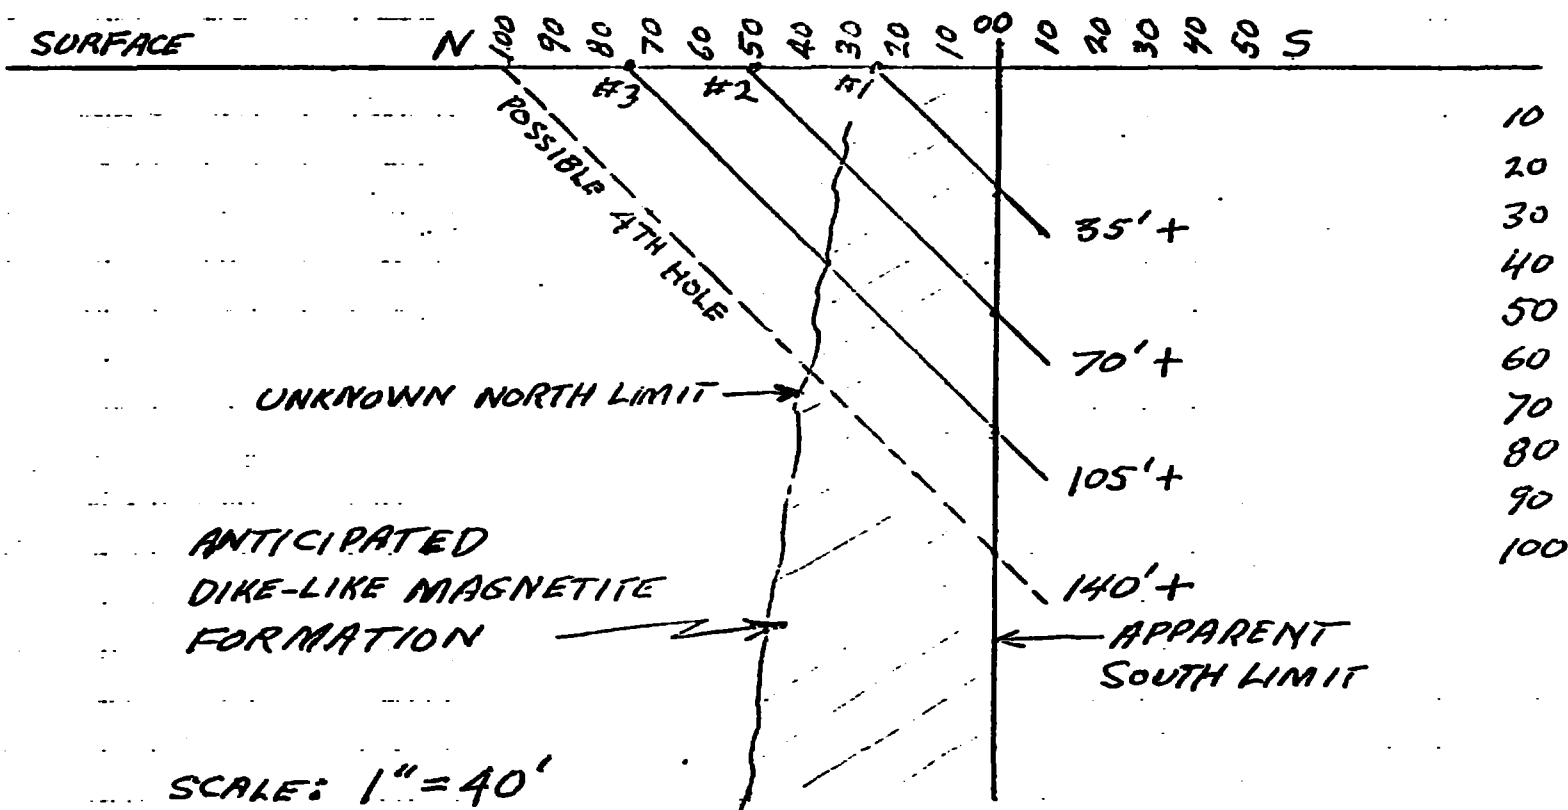 SURFACE N 100 90 80 70 60 50 40 30 20 10 00 10 20 30 40 50 S
#3 #2 #1
POSSIBLE 4TH HOLE
10
20
30
40
50
60
70
80
90
100
35'+
70'+
105'+
140'+
UNKNOWN NORTH LIMIT
ANTICIPATED
DIKE-LIKE MAGNETITE
FORMATION
APPARENT
SOUTH LIMIT
SCALE: 1" = 40'